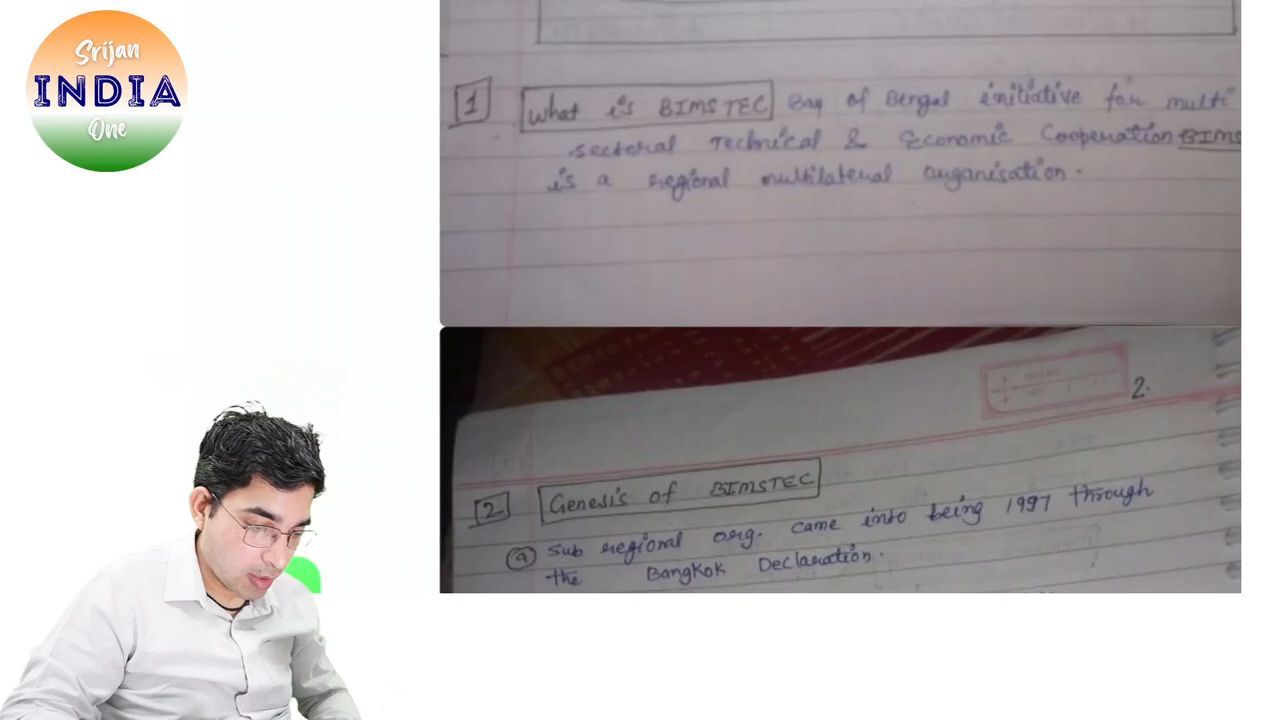 Srijan
INDIA
One
1 What is BIMSTEC Bay of Bengal initiative for multi
sectoral Technical & Economic Cooperation BIMS
is a regional multilateral organisation.
2.
2 Genesis of BIMSTEC
a Sub regional org. came into being 1997 through
the Bangkok Declaration.